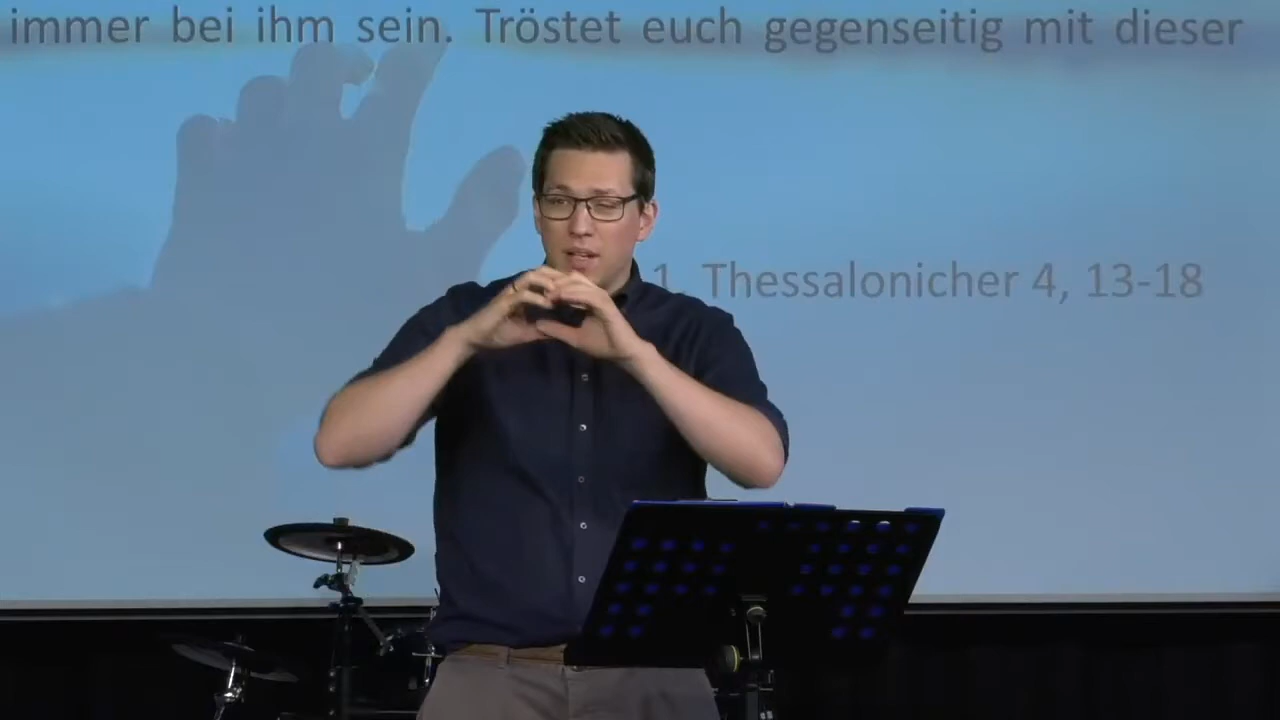 immer bei ihm sein. Tröstet euch gegenseitig mit dieser
1. Thessalonicher 4, 13-18